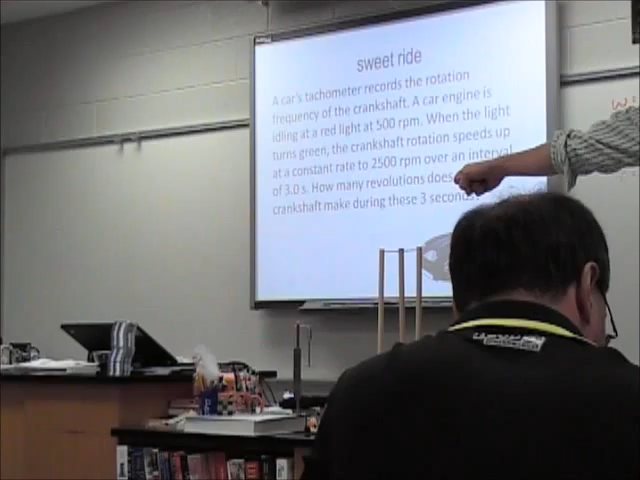 sweet ride
A car's tachometer records the rotation
frequency of the crankshaft. A car engine is
idling at a red light at 500 rpm. When the light
turns green, the crankshaft rotation speeds up
at a constant rate to 2500 rpm over an interval
of 3.0 s. How many revolutions does
crankshaft make during these 3 seconds?